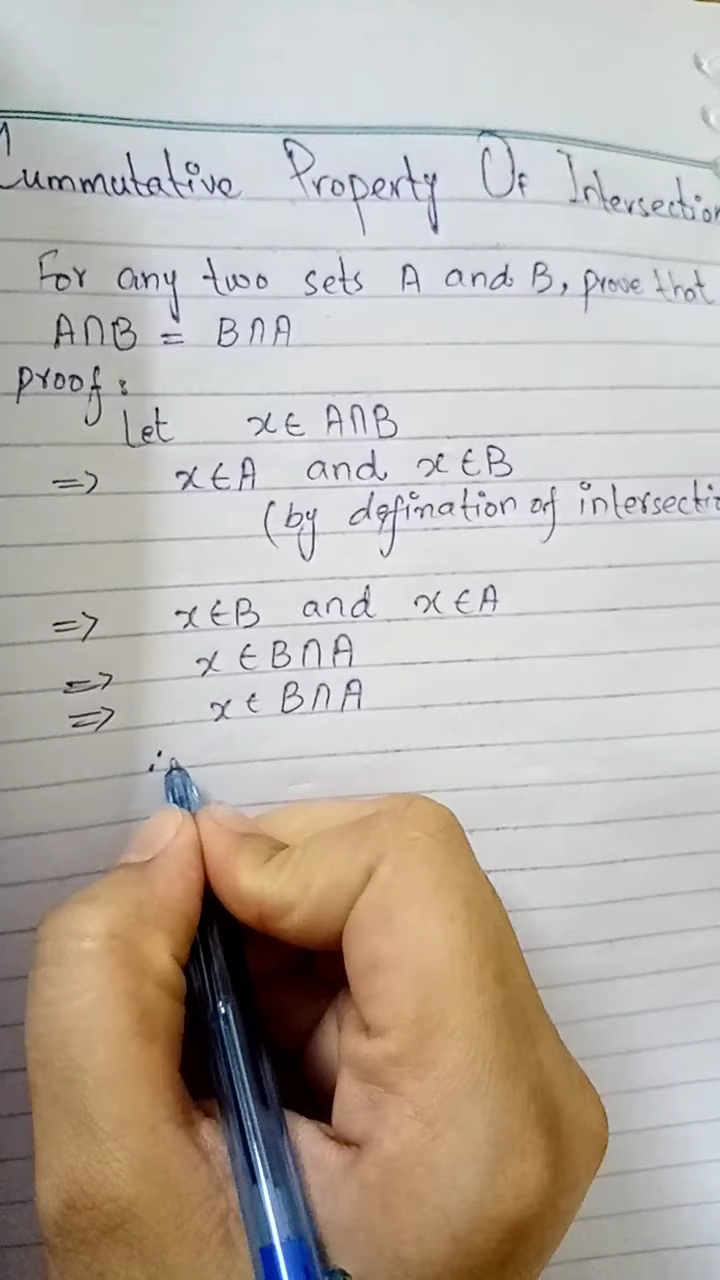 Cummutative Property Of Intersection
For any two sets A and B, prove that
A∩B = B∩A
proof:
Let x∈ A∩B
=> x∈A and x∈B
(by defination of intersecti
=> x∈B and x∈A
=> x∈B∩A
=> x∈B∩A
∴